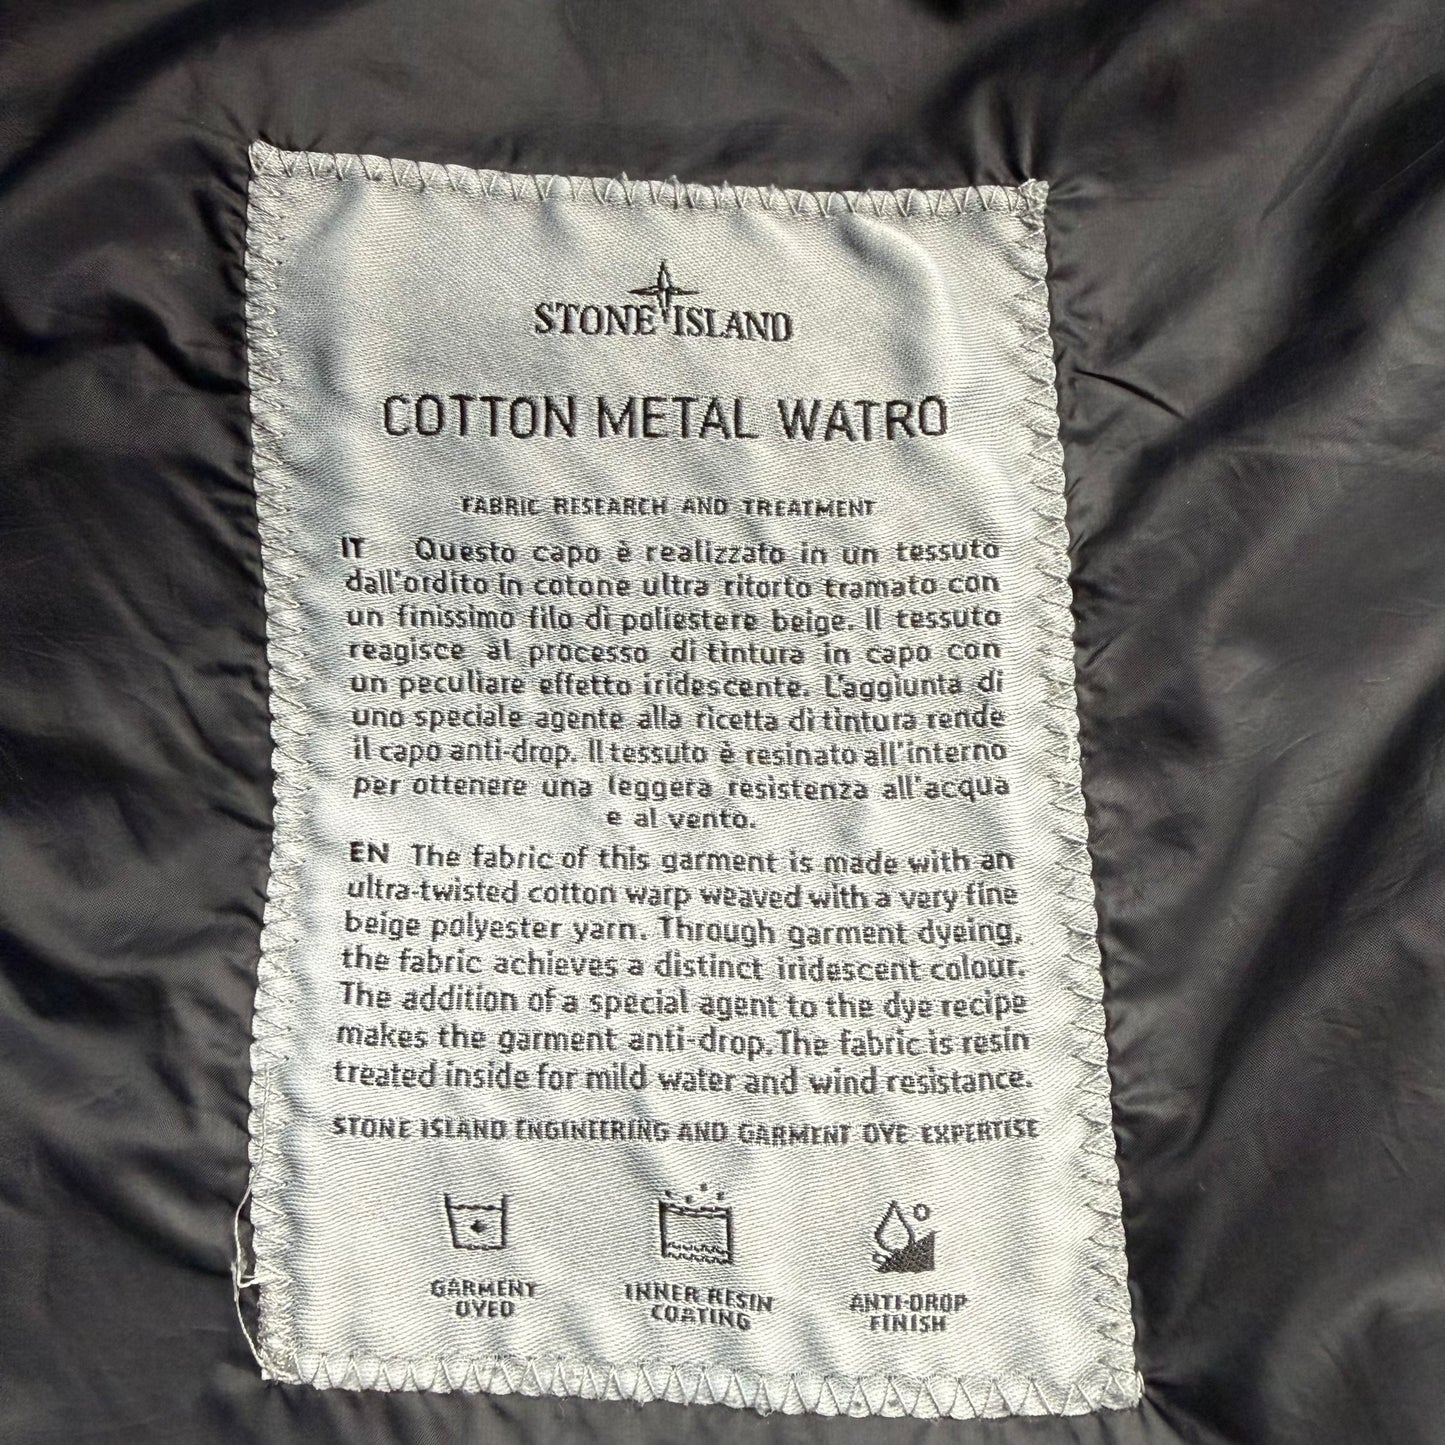 STONE ISLAND
COTTON METAL WATRO
FABRIC RESEARCH AND TREATMENT
IT Questo capo è realizzato in un tessuto
dall'ordito in cotone ultra ritorto tramato con
un finissimo filo di poliestere beige. Il tessuto
reagisce al processo di tintura in capo con
un peculiare effetto iridescente. L'aggiunta di
uno speciale agente alla ricetta di tintura rende
il capo anti-drop. Il tessuto è resinato all'interno
per ottenere una leggera resistenza all'acqua
e al vento.
EN The fabric of this garment is made with an
ultra-twisted cotton warp weaved with a very fine
beige polyester yarn. Through garment dyeing,
the fabric achieves a distinct iridescent colour.
The addition of a special agent to the dye recipe
makes the garment anti-drop. The fabric is resin
treated inside for mild water and wind resistance.
STONE ISLAND ENGINEERING AND GARMENT DYE EXPERTISE
GARMENT
DYED
INNER RESIN
COATING
ANTI-DROP
FINISH